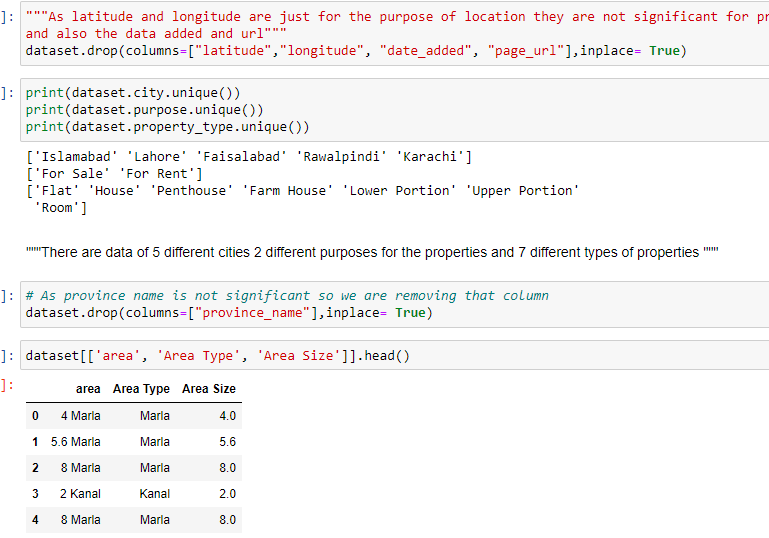 ]: """As latitude and longitude are just for the purpose of location they are not significant for pr
and also the data added and url"""
dataset.drop(columns=["latitude","longitude", "date_added", "page_url"],inplace= True)
]: print(dataset.city.unique())
print(dataset.purpose.unique())
print(dataset.property_type.unique())
['Islamabad' 'Lahore' 'Faisalabad' 'Rawalpindi' 'Karachi']
['For Sale' 'For Rent']
['Flat' 'House' 'Penthouse' 'Farm House' 'Lower Portion' 'Upper Portion'
'Room']
"""There are data of 5 different cities 2 different purposes for the properties and 7 different types of properties """
]: # As province name is not significant so we are removing that column
dataset.drop(columns=["province_name"],inplace= True)
]: dataset[['area', 'Area Type', 'Area Size']].head()
]: area Area Type Area Size
0 4 Marla Marla 4.0
1 5.6 Marla Marla 5.6
2 8 Marla Marla 8.0
3 2 Kanal Kanal 2.0
4 8 Marla Marla 8.0